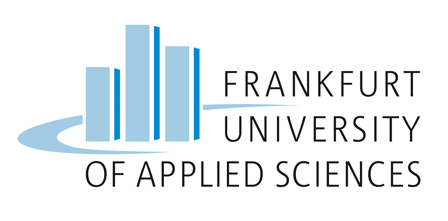 FRANKFURT
UNIVERSITY
OF APPLIED SCIENCES